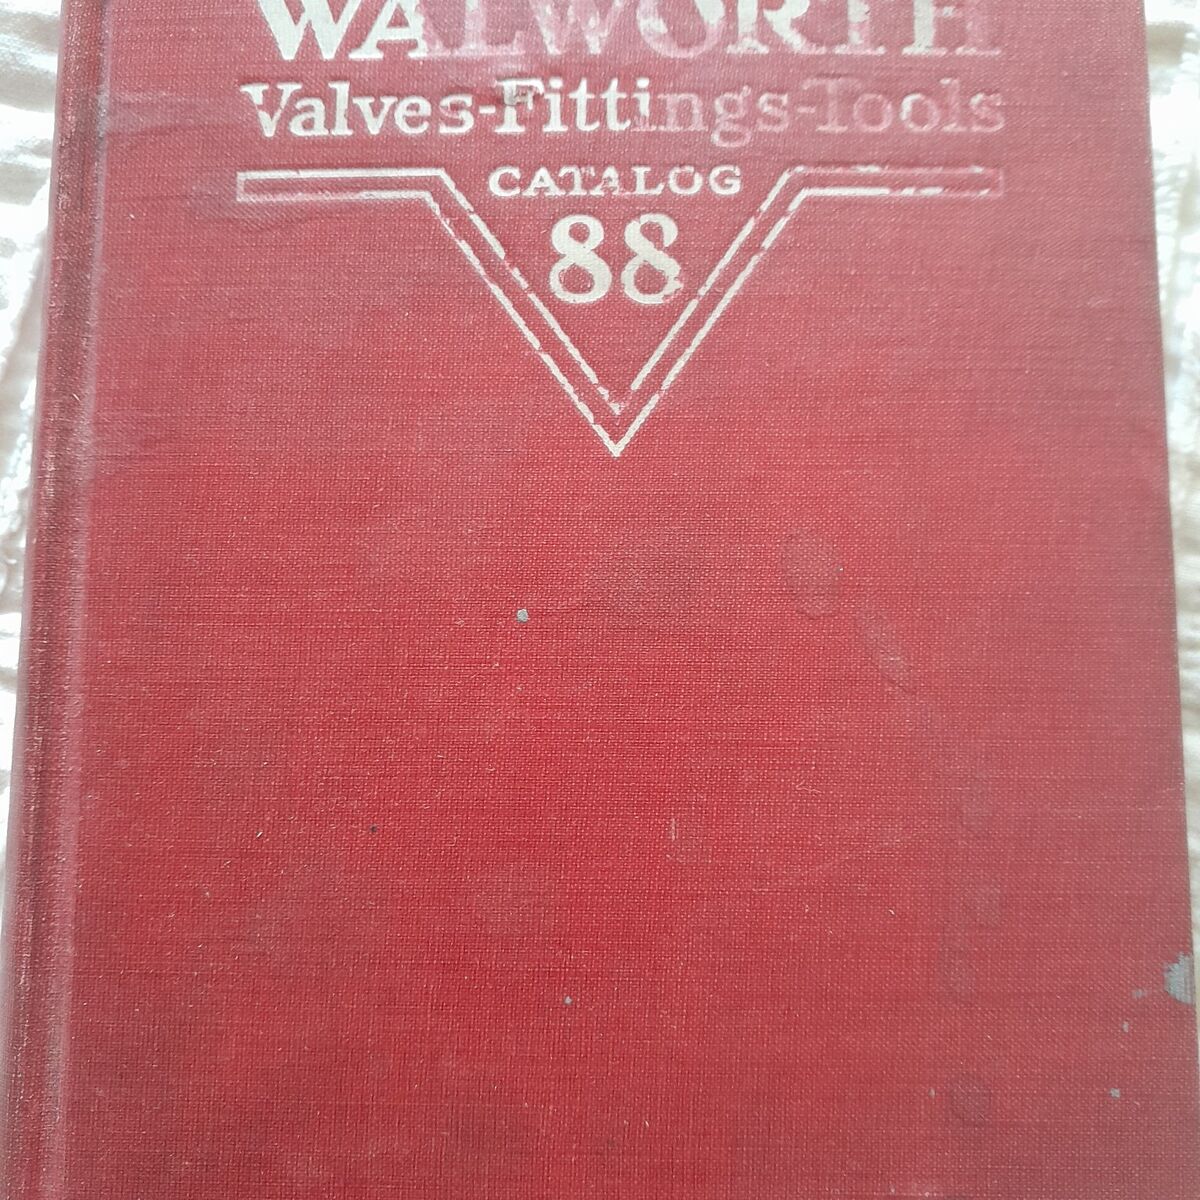 WALWORTH
Valves-Fittings-Tools
CATALOG
88